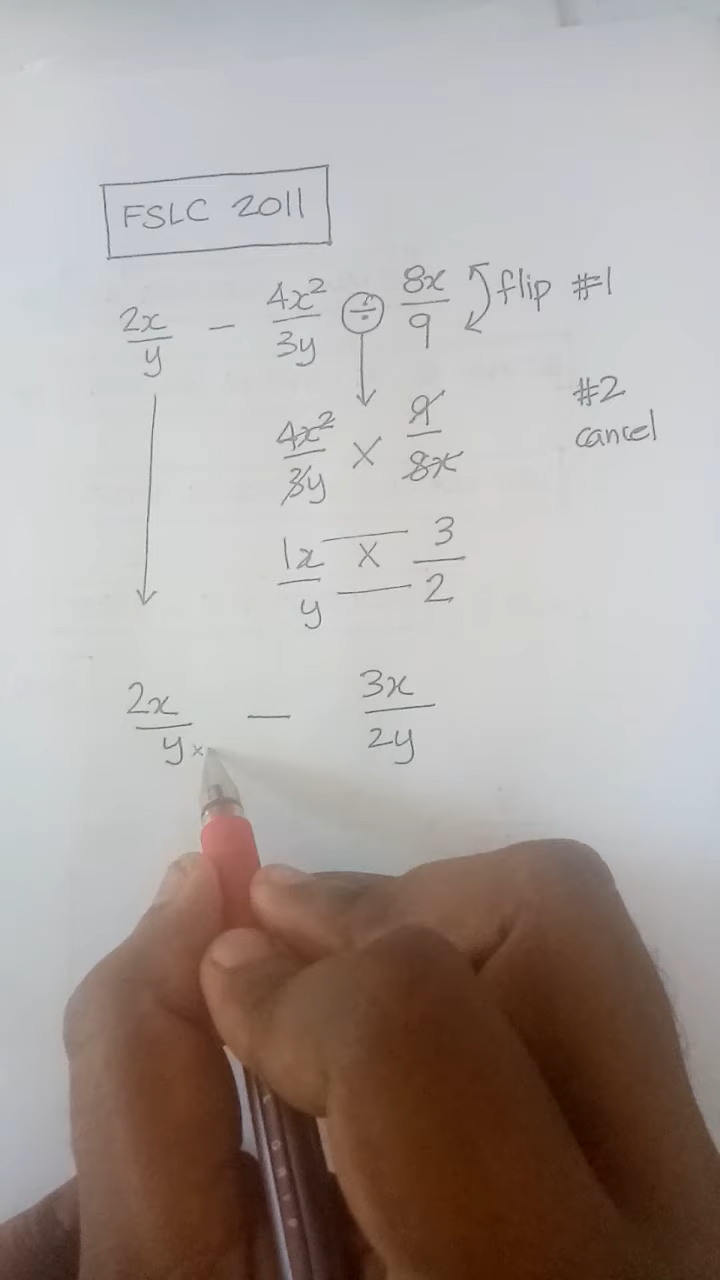 FSLC 2011
2x/y − 4x²/3y ÷ 8x/9 flip #1
4x²/3y × 9/8x #2 cancel
1x/y × 3/2
2x/y× − 3x/2y